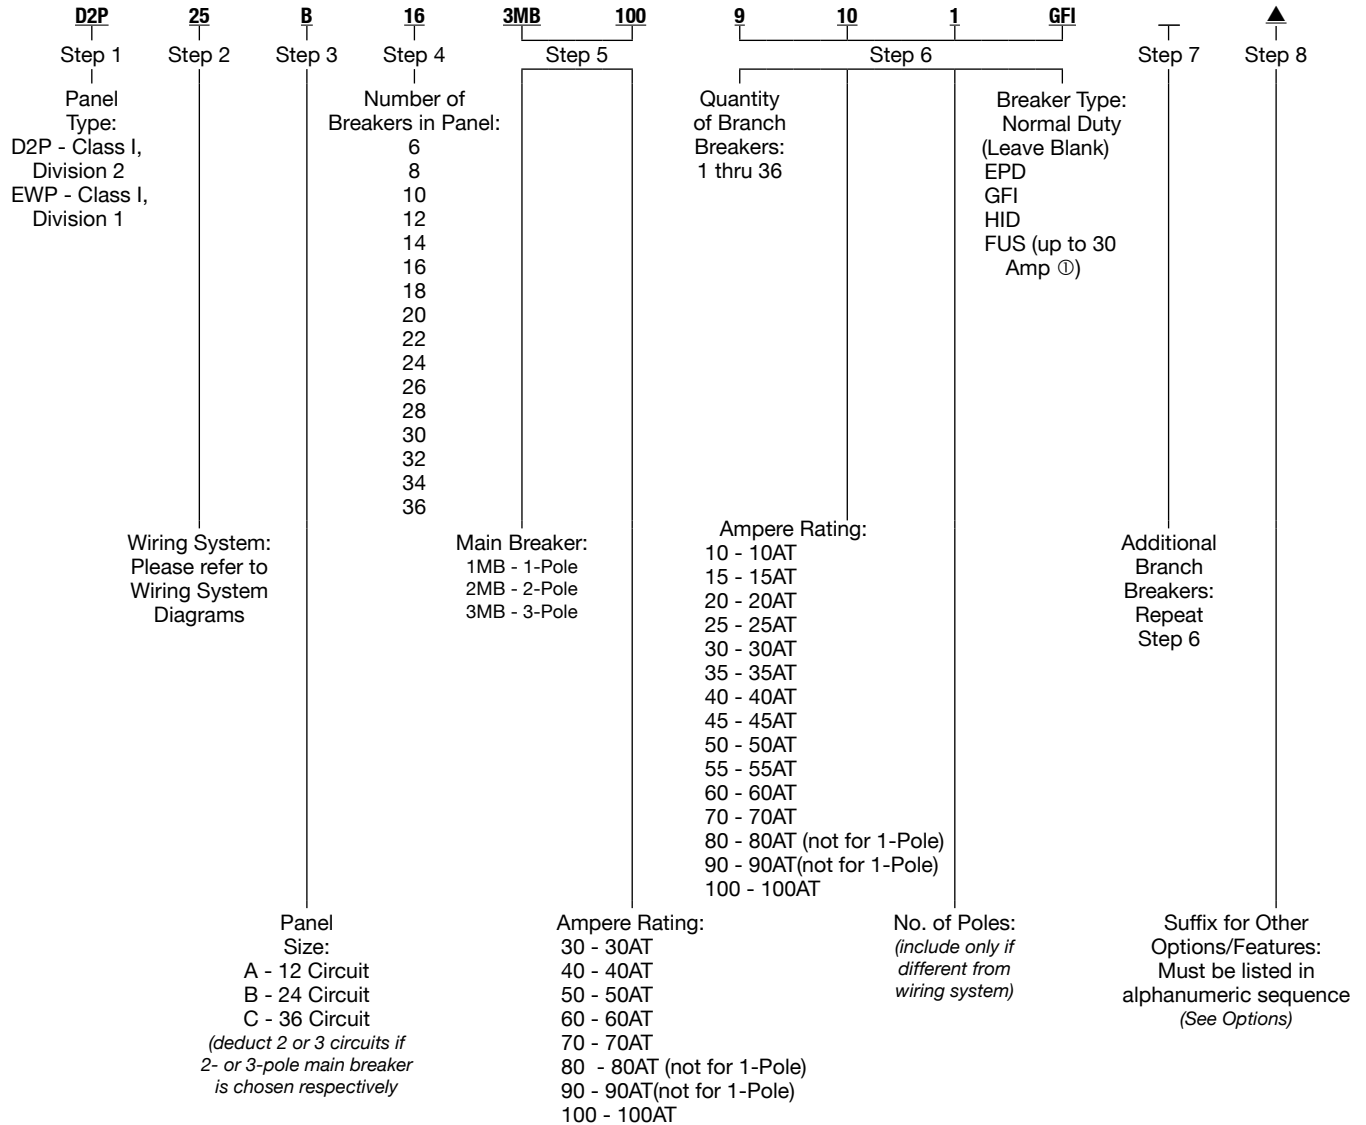 D2P 25 B 16 3MB 100 9 10 1 GFI ▲
Step 1 Step 2 Step 3 Step 4 Step 5 Step 6 Step 7 Step 8
Panel
Type:
D2P - Class I,
Division 2
EWP - Class I,
Division 1
Number of
Breakers in Panel:
6
8
10
12
14
16
18
20
22
24
26
28
30
32
34
36
Quantity
of Branch
Breakers:
1 thru 36
Breaker Type:
Normal Duty
(Leave Blank)
EPD
GFI
HID
FUS (up to 30
Amp ①)
Wiring System:
Please refer to
Wiring System
Diagrams
Main Breaker:
1MB - 1-Pole
2MB - 2-Pole
3MB - 3-Pole
Ampere Rating:
10 - 10AT
15 - 15AT
20 - 20AT
25 - 25AT
30 - 30AT
35 - 35AT
40 - 40AT
45 - 45AT
50 - 50AT
55 - 55AT
60 - 60AT
70 - 70AT
80 - 80AT (not for 1-Pole)
90 - 90AT(not for 1-Pole)
100 - 100AT
Additional
Branch
Breakers:
Repeat
Step 6
Panel
Size:
A - 12 Circuit
B - 24 Circuit
C - 36 Circuit
(deduct 2 or 3 circuits if
2- or 3-pole main breaker
is chosen respectively
Ampere Rating:
30 - 30AT
40 - 40AT
50 - 50AT
60 - 60AT
70 - 70AT
80 - 80AT (not for 1-Pole)
90 - 90AT(not for 1-Pole)
100 - 100AT
No. of Poles:
(include only if
different from
wiring system)
Suffix for Other
Options/Features:
Must be listed in
alphanumeric sequence
(See Options)